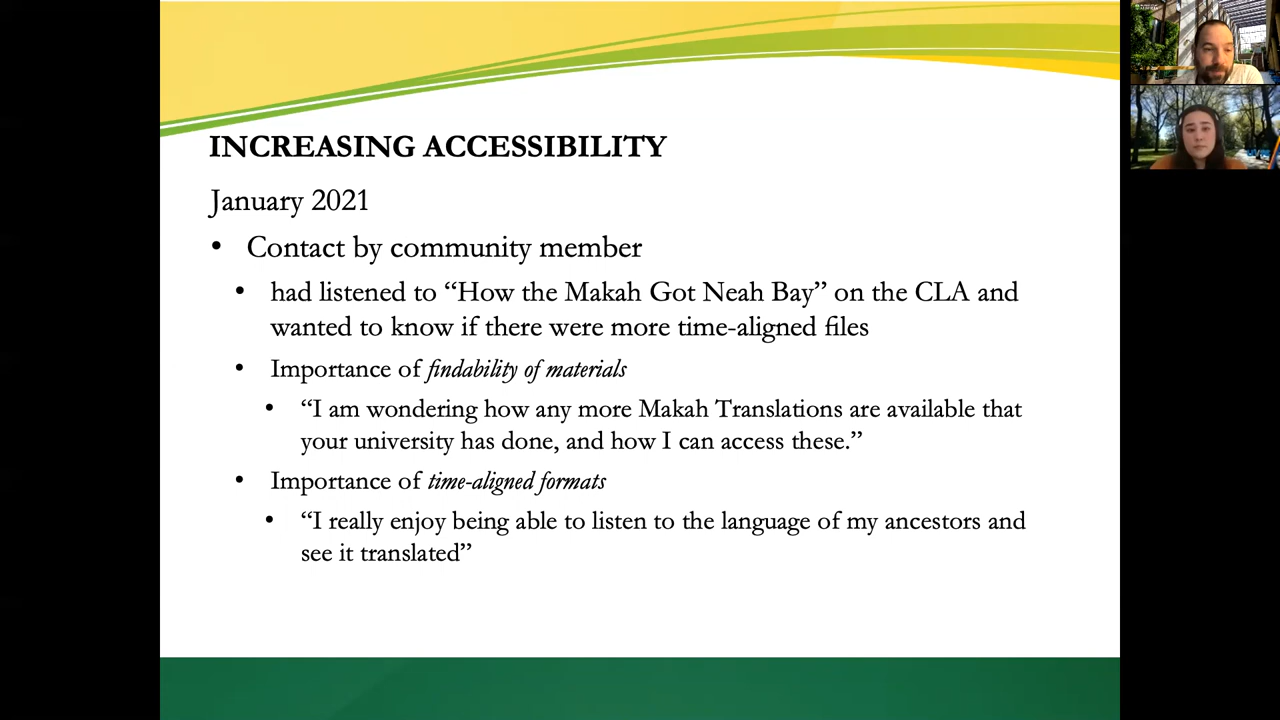 INCREASING ACCESSIBILITY
January 2021
• Contact by community member
• had listened to “How the Makah Got Neah Bay” on the CLA and
wanted to know if there were more time-aligned files
• Importance of findability of materials
• “I am wondering how any more Makah Translations are available that
your university has done, and how I can access these.”
• Importance of time-aligned formats
• “I really enjoy being able to listen to the language of my ancestors and
see it translated”